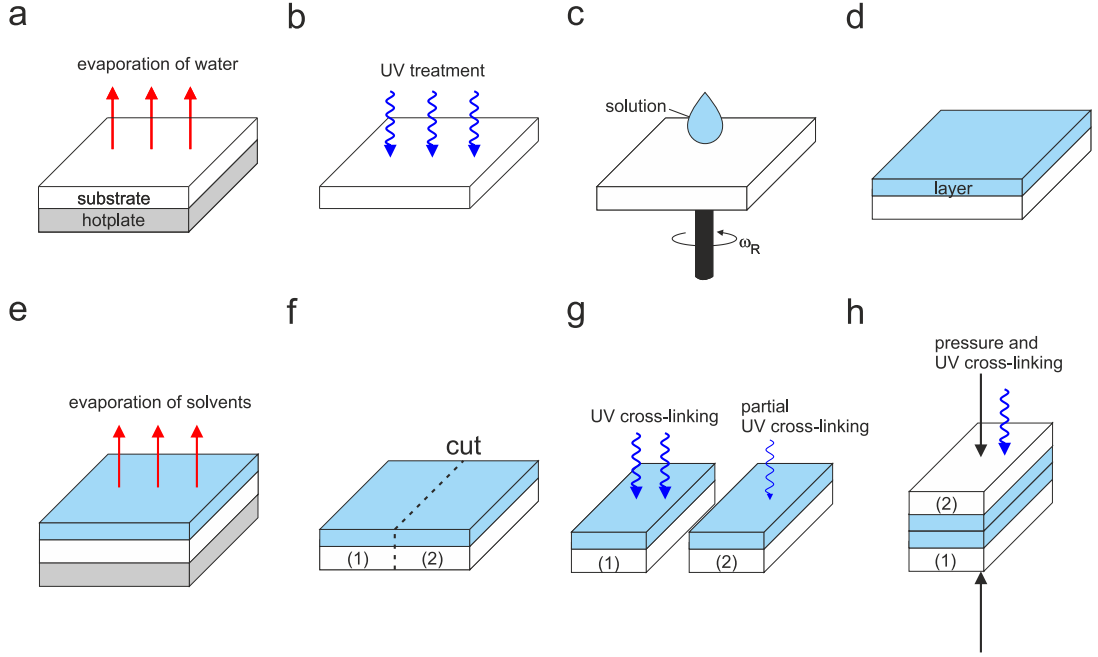 a
evaporation of water
substrate
hotplate
b
UV treatment
c
solution
ωR
d
layer
e
evaporation of solvents
f
cut
(1)
(2)
g
UV cross-linking
partial
UV cross-linking
(1)
(2)
h
pressure and
UV cross-linking
(2)
(1)